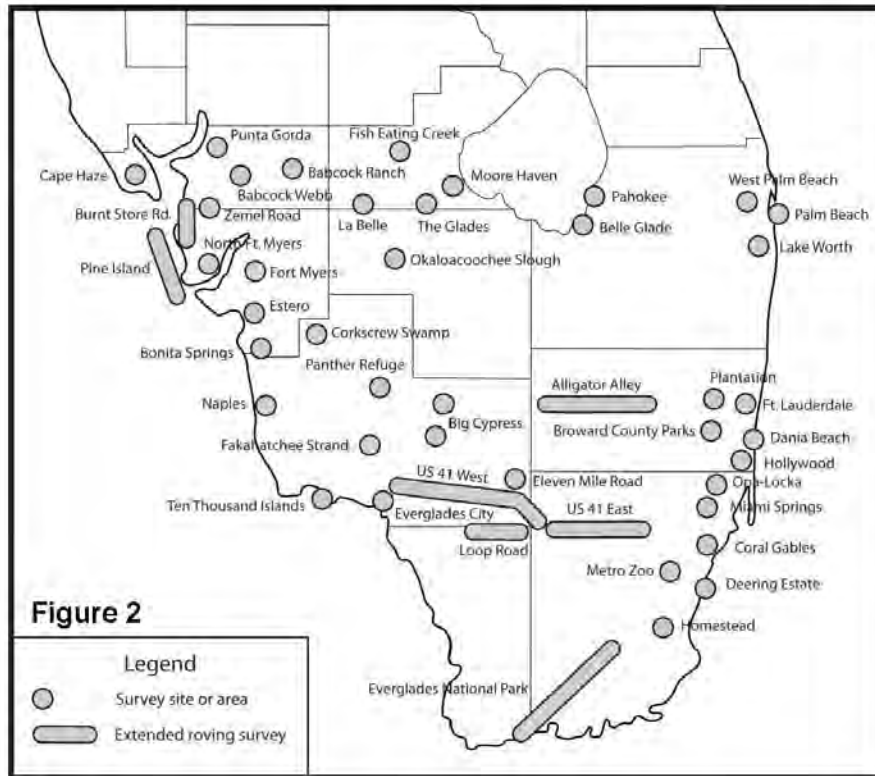 Punta Gorda
Fish Eating Creek
Cape Haze
Babcock Ranch
Moore Haven
Babcock Webb
Pahokee
West Palm Beach
Burnt Store Rd.
Zemel Road
La Belle
The Glades
Belle Glade
Palm Beach
North Ft. Myers
Lake Worth
Pine Island
Fort Myers
Okaloacoochee Slough
Estero
Corkscrew Swamp
Bonita Springs
Panther Refuge
Alligator Alley
Plantation
Naples
Ft. Lauderdale
Big Cypress
Broward County Parks
Fakahatchee Strand
Dania Beach
Hollywood
US 41 West
Eleven Mile Road
Opa-Locka
Ten Thousand Islands
Everglades City
US 41 East
Miami Springs
Loop Road
Coral Gables
Metro Zoo
Deering Estate
Homestead
Everglades National Park
Figure 2
Legend
Survey site or area
Extended roving survey